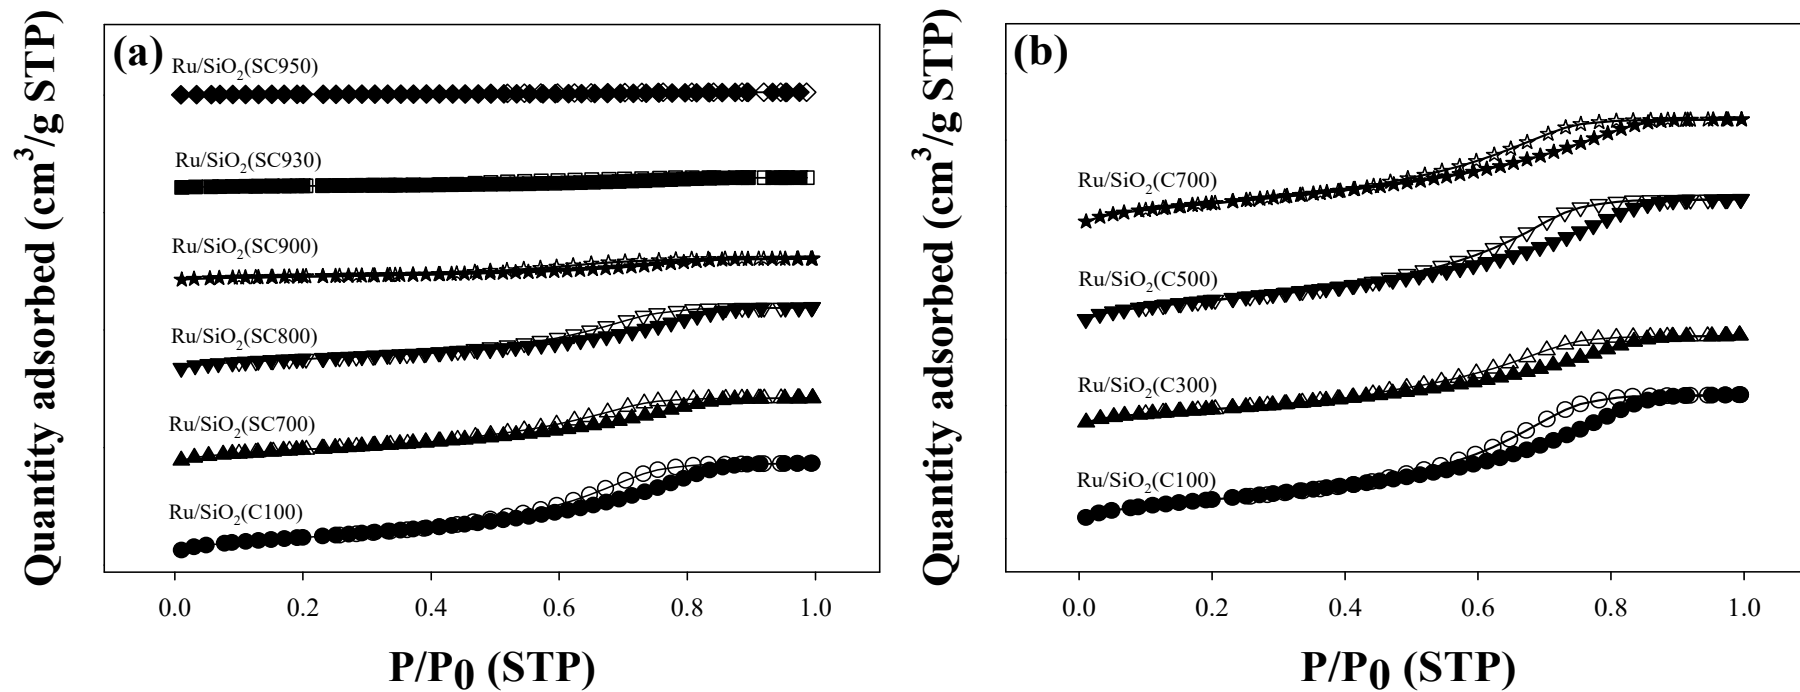 Quantity adsorbed (cm³/g STP)
(a)
Ru/SiO₂(SC950)
Ru/SiO₂(SC930)
Ru/SiO₂(SC900)
Ru/SiO₂(SC800)
Ru/SiO₂(SC700)
Ru/SiO₂(C100)
0.0 0.2 0.4 0.6 0.8 1.0
P/P₀ (STP)
Quantity adsorbed (cm³/g STP)
(b)
Ru/SiO₂(C700)
Ru/SiO₂(C500)
Ru/SiO₂(C300)
Ru/SiO₂(C100)
0.0 0.2 0.4 0.6 0.8 1.0
P/P₀ (STP)